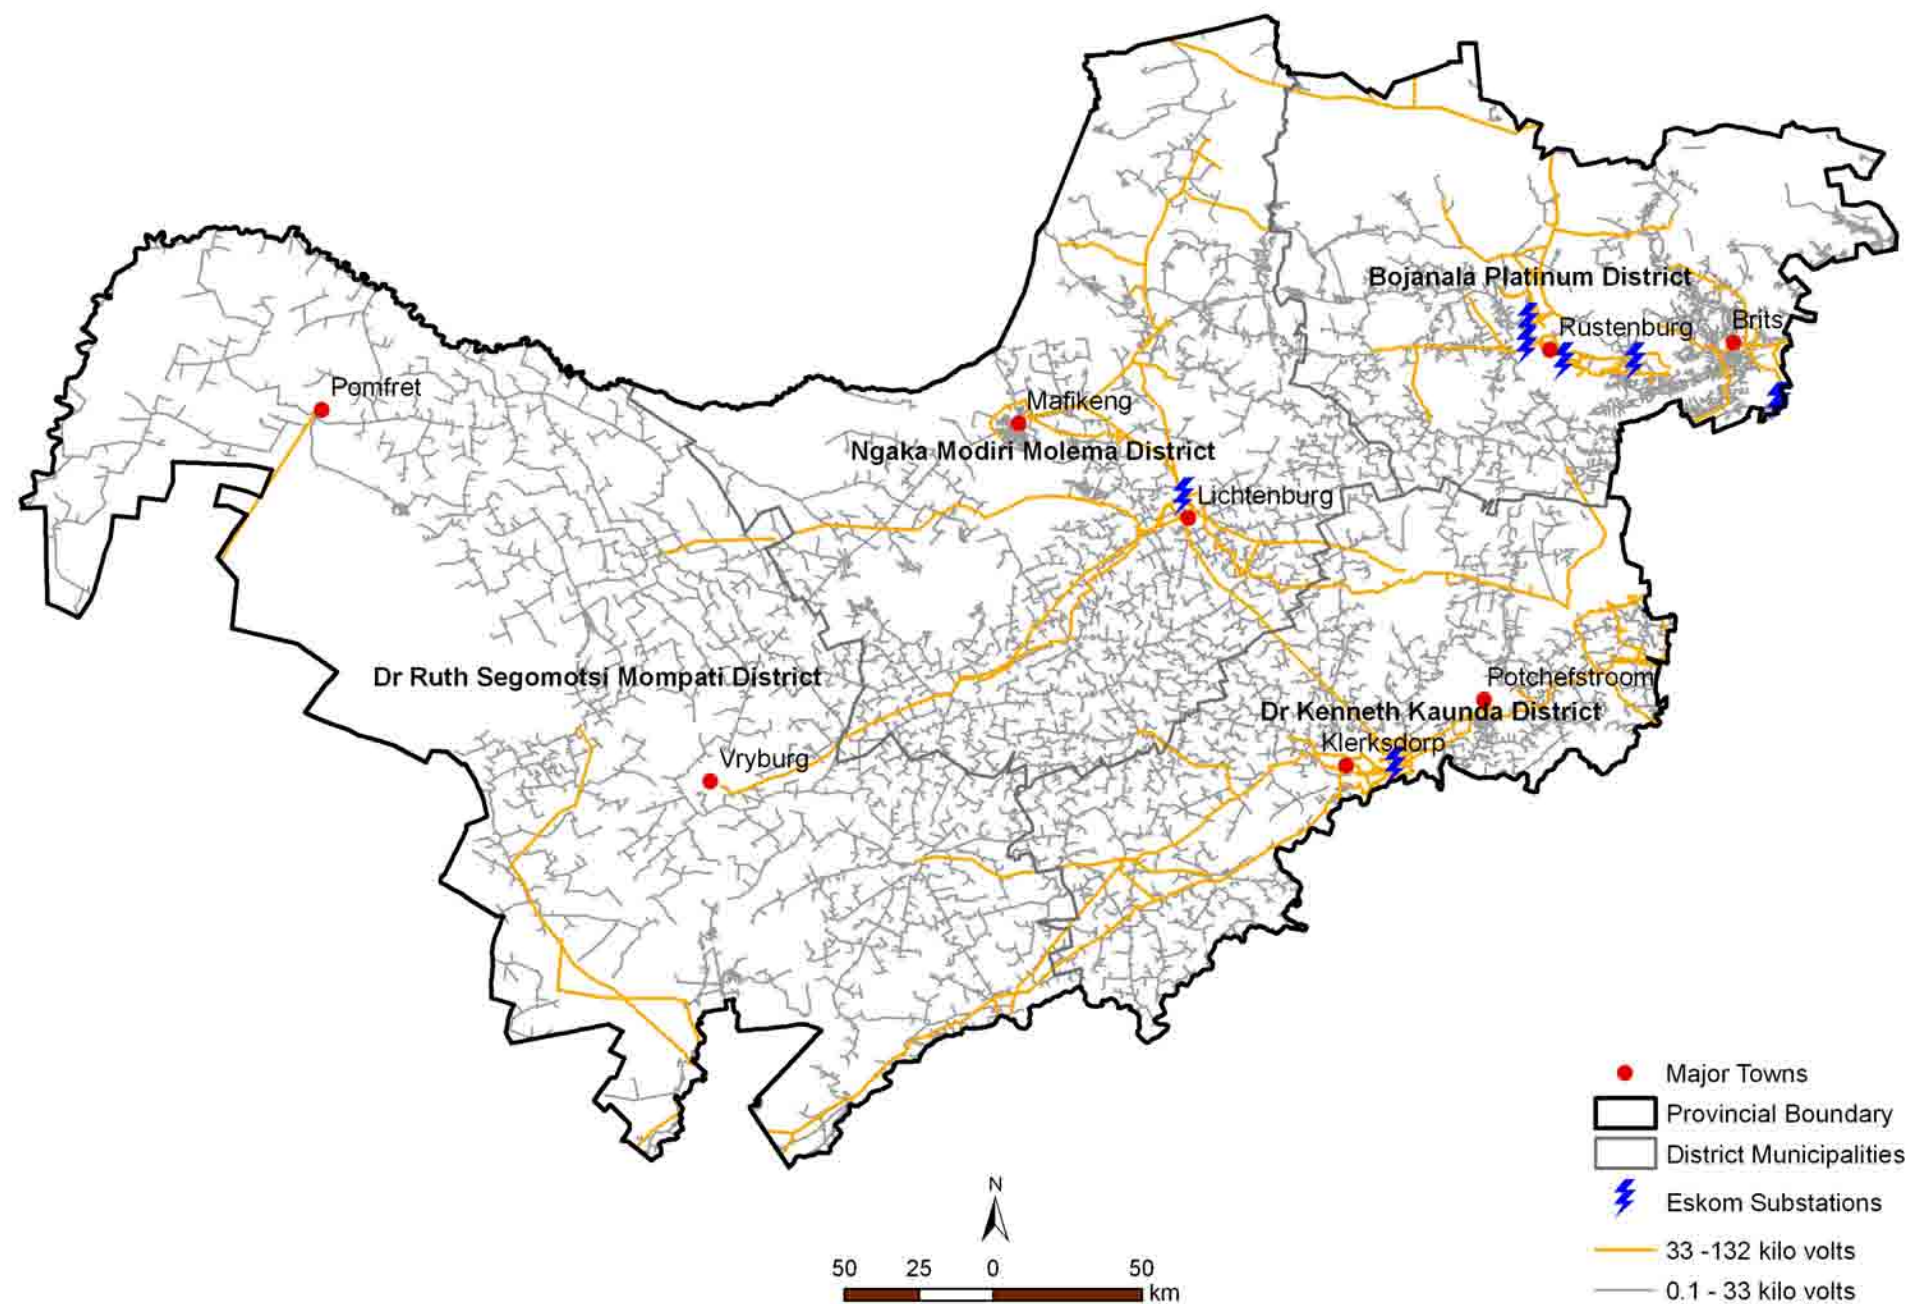 Bojanala Platinum District
Rustenburg
Brits
Pomfret
Mafikeng
Ngaka Modiri Molema District
Lichtenburg
Dr Ruth Segomotsi Mompati District
Potchefstroom
Dr Kenneth Kaunda District
Klerksdorp
Vryburg
Major Towns
Provincial Boundary
District Municipalities
Eskom Substations
33 -132 kilo volts
0.1 - 33 kilo volts
N
50 25 0 50
km